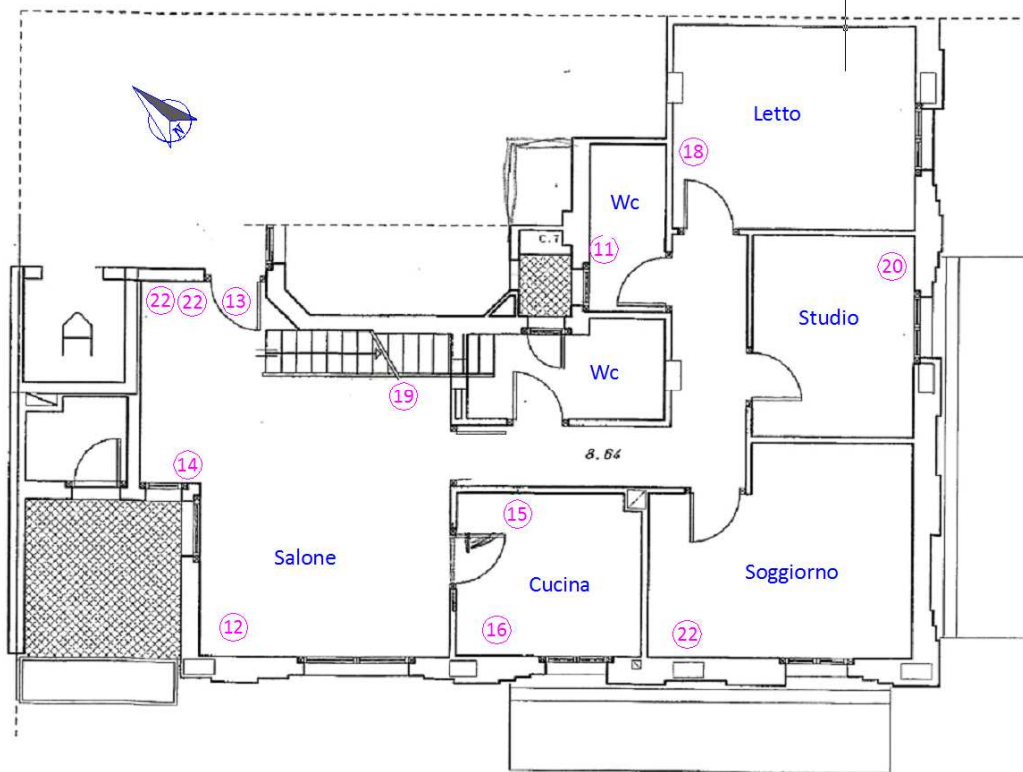 Letto
18
Wc
C.7
11
20
22
22
13
Studio
N
A
Wc
19
8.64
14
15
Salone
Cucina
Soggiorno
12
16
22